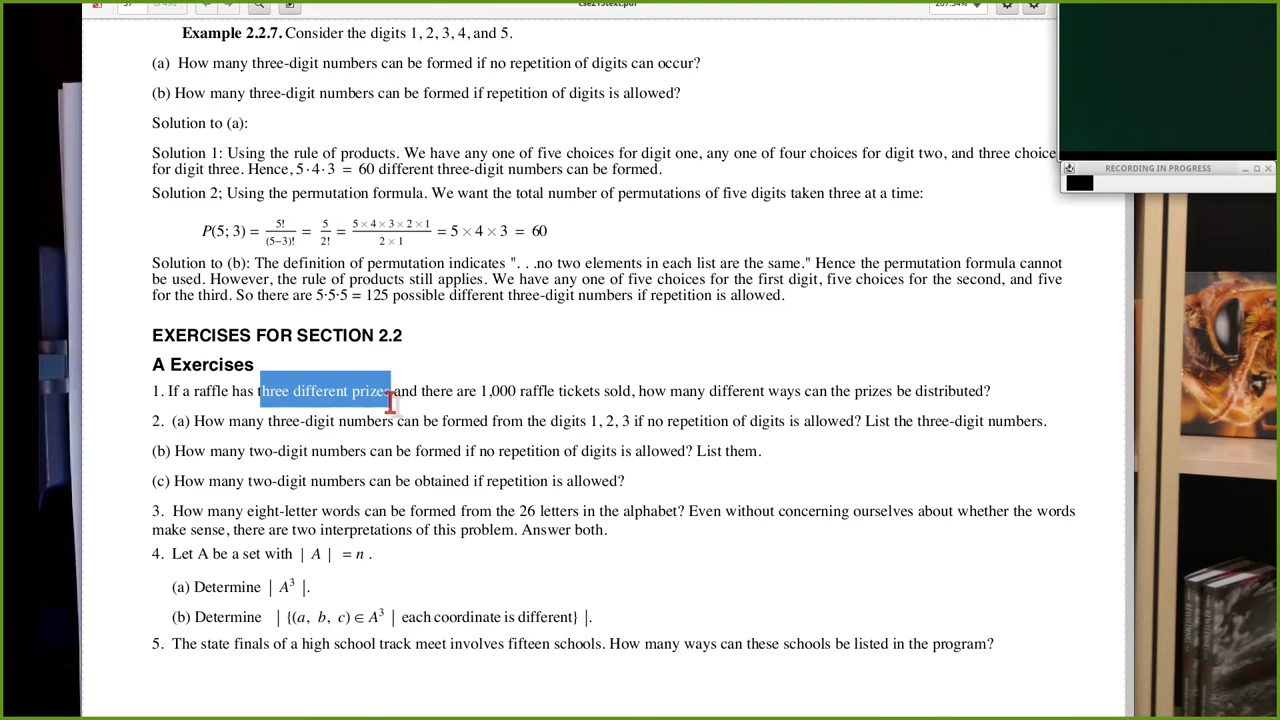 Example 2.2.7. Consider the digits 1, 2, 3, 4, and 5.
(a) How many three-digit numbers can be formed if no repetition of digits can occur?
(b) How many three-digit numbers can be formed if repetition of digits is allowed?
Solution to (a):
Solution 1: Using the rule of products. We have any one of five choices for digit one, any one of four choices for digit two, and three choice
for digit three. Hence, 5·4·3 = 60 different three-digit numbers can be formed.
Solution 2; Using the permutation formula. We want the total number of permutations of five digits taken three at a time:
P(5; 3) = 5!/(5−3)! = 5/2! = 5×4×3×2×1/2×1 = 5×4×3 = 60
Solution to (b): The definition of permutation indicates ". . .no two elements in each list are the same." Hence the permutation formula cannot
be used. However, the rule of products still applies. We have any one of five choices for the first digit, five choices for the second, and five
for the third. So there are 5·5·5 = 125 possible different three-digit numbers if repetition is allowed.
EXERCISES FOR SECTION 2.2
A Exercises
1. If a raffle has three different prizes and there are 1,000 raffle tickets sold, how many different ways can the prizes be distributed?
2. (a) How many three-digit numbers can be formed from the digits 1, 2, 3 if no repetition of digits is allowed? List the three-digit numbers.
(b) How many two-digit numbers can be formed if no repetition of digits is allowed? List them.
(c) How many two-digit numbers can be obtained if repetition is allowed?
3. How many eight-letter words can be formed from the 26 letters in the alphabet? Even without concerning ourselves about whether the words
make sense, there are two interpretations of this problem. Answer both.
4. Let A be a set with | A | = n .
(a) Determine | A³ |.
(b) Determine | {(a, b, c) ∈ A³ | each coordinate is different} |.
5. The state finals of a high school track meet involves fifteen schools. How many ways can these schools be listed in the program?
RECORDING IN PROGRESS